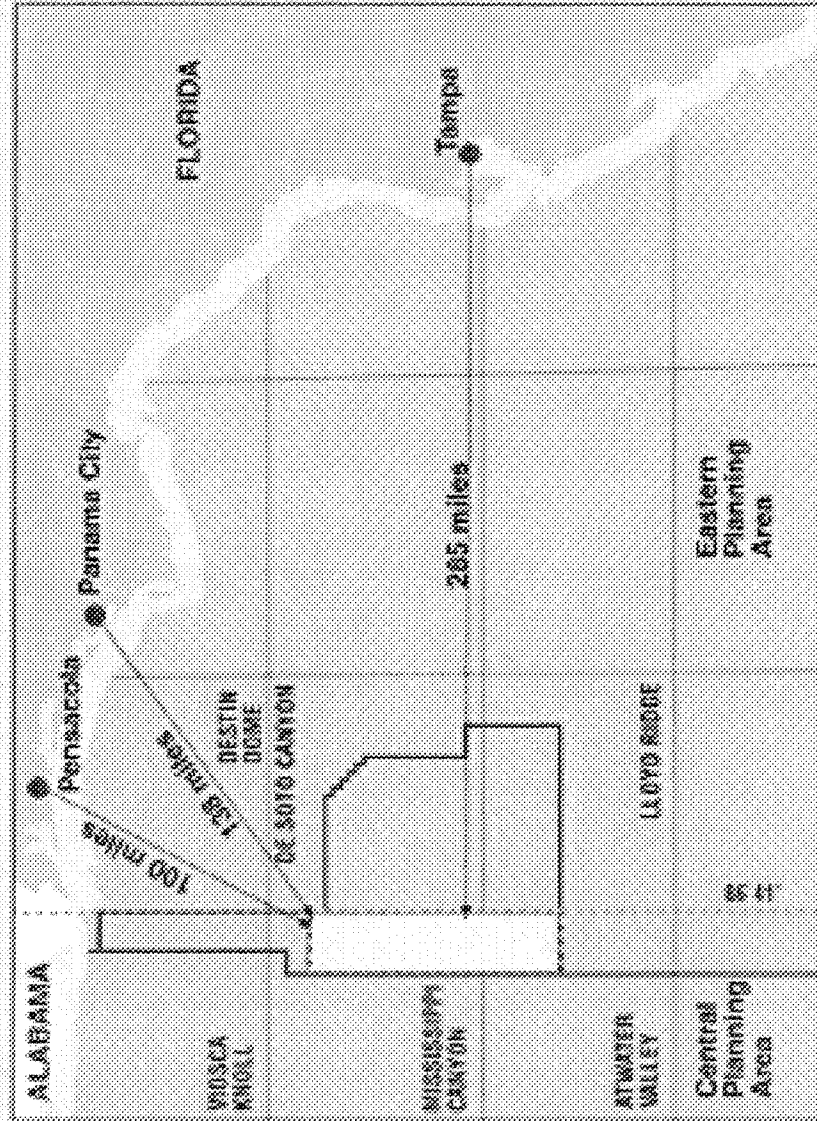 ALABAMA
Pensacola
Panama City
FLORIDA
100 miles
138 miles
VIOSCA
KNOLL
DESTIN
DOME
DE SOTO CANYON
MISSISSIPPI
CANYON
285 miles
Tampa
ATWATER
VALLEY
LLOYD RIDGE
Central
Planning
Area
Eastern
Planning
Area